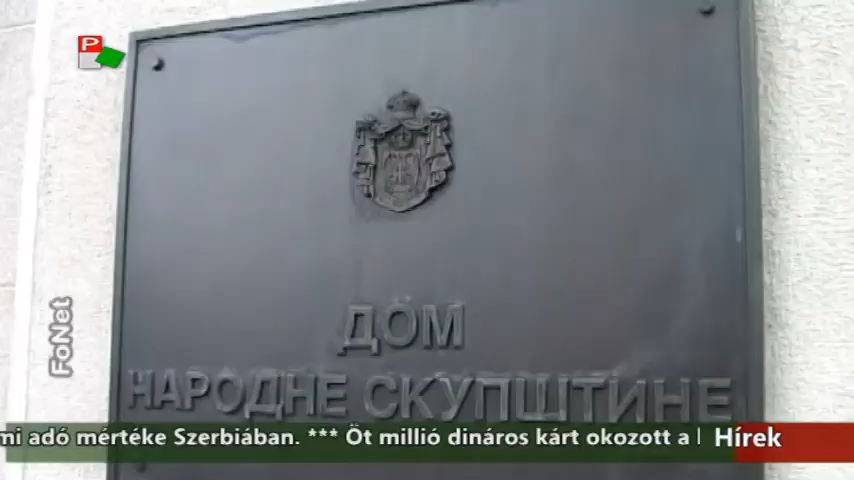 P
ДОМ
НАРОДНЕ СКУПШТИНЕ
FoNet
mi adó mértéke Szerbiában. *** Öt millió dináros kárt okozott a
Hírek